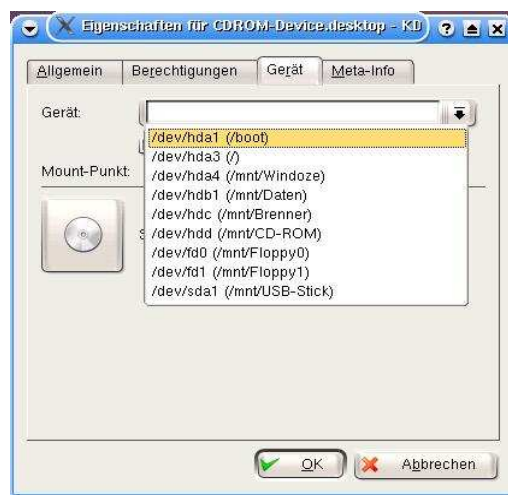 Eigenschaften für CDROM-Device.desktop - KD
Allgemein
Berechtigungen
Gerät
Meta-Info
Gerät:
/dev/hda1 (/boot)
/dev/hda3 (/)
/dev/hda4 (/mnt/Windoze)
/dev/hdb1 (/mnt/Daten)
/dev/hdc (/mnt/Brenner)
/dev/hdd (/mnt/CD-ROM)
/dev/fd0 (/mnt/Floppy0)
/dev/fd1 (/mnt/Floppy1)
/dev/sda1 (/mnt/USB-Stick)
Mount-Punkt:
OK
Abbrechen